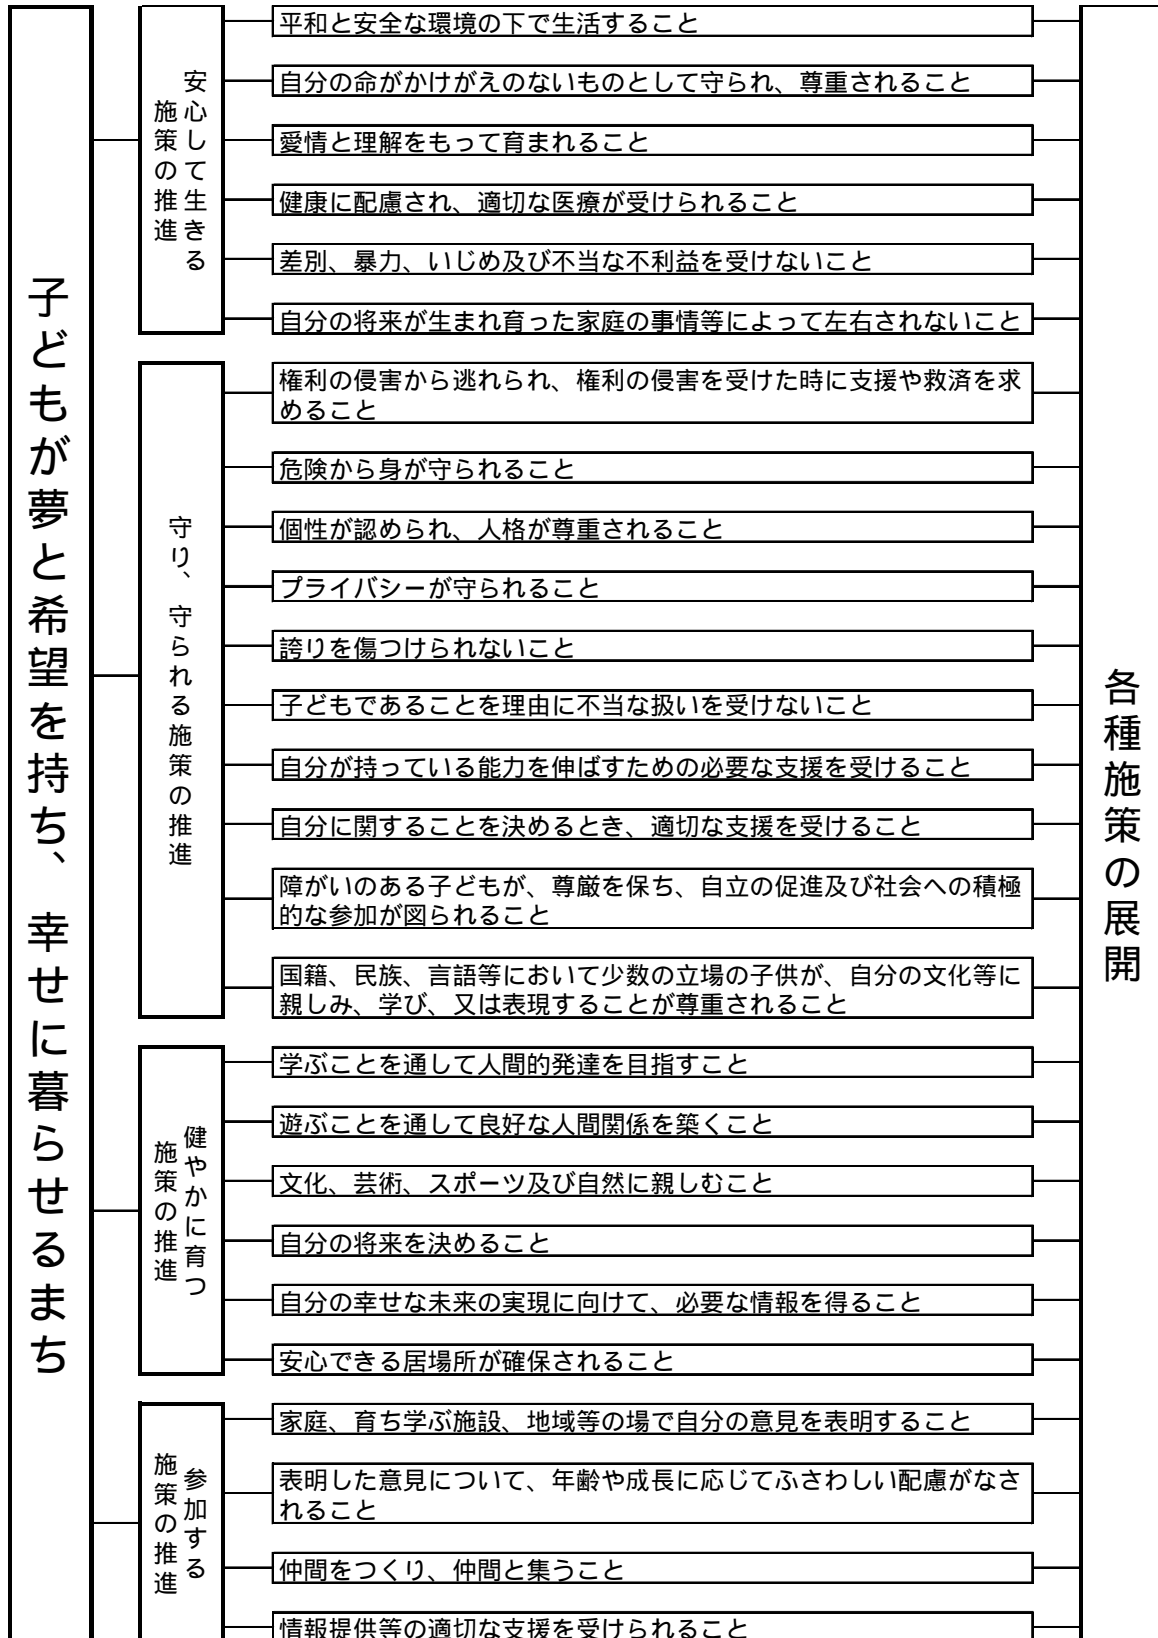 子どもが夢と希望を持ち、幸せに暮らせるまち
安心して生きる
施策の推進
平和と安全な環境の下で生活すること
自分の命がかけがえのないものとして守られ、尊重されること
愛情と理解をもって育まれること
健康に配慮され、適切な医療が受けられること
差別、暴力、いじめ及び不当な不利益を受けないこと
自分の将来が生まれ育った家庭の事情等によって左右されないこと
守り、守られる施策の推進
権利の侵害から逃れられ、権利の侵害を受けた時に支援や救済を求
めること
危険から身が守られること
個性が認められ、人格が尊重されること
プライバシーが守られること
誇りを傷つけられないこと
子どもであることを理由に不当な扱いを受けないこと
自分が持っている能力を伸ばすための必要な支援を受けること
自分に関することを決めるとき、適切な支援を受けること
障がいのある子どもが、尊厳を保ち、自立の促進及び社会への積極
的な参加が図られること
国籍、民族、言語等において少数の立場の子供が、自分の文化等に
親しみ、学び、又は表現することが尊重されること
健やかに育つ
施策の推進
学ぶことを通して人間的発達を目指すこと
遊ぶことを通して良好な人間関係を築くこと
文化、芸術、スポーツ及び自然に親しむこと
自分の将来を決めること
自分の幸せな未来の実現に向けて、必要な情報を得ること
安心できる居場所が確保されること
参加する
施策の推進
家庭、育ち学ぶ施設、地域等の場で自分の意見を表明すること
表明した意見について、年齢や成長に応じてふさわしい配慮がなさ
れること
仲間をつくり、仲間と集うこと
情報提供等の適切な支援を受けられること
各種施策の展開